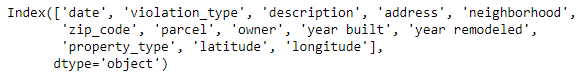 Index(['date', 'violation_type', 'description', 'address', 'neighborhood',
'zip_code', 'parcel', 'owner', 'year built', 'year remodeled',
'property_type', 'latitude', 'longitude'],
dtype='object')